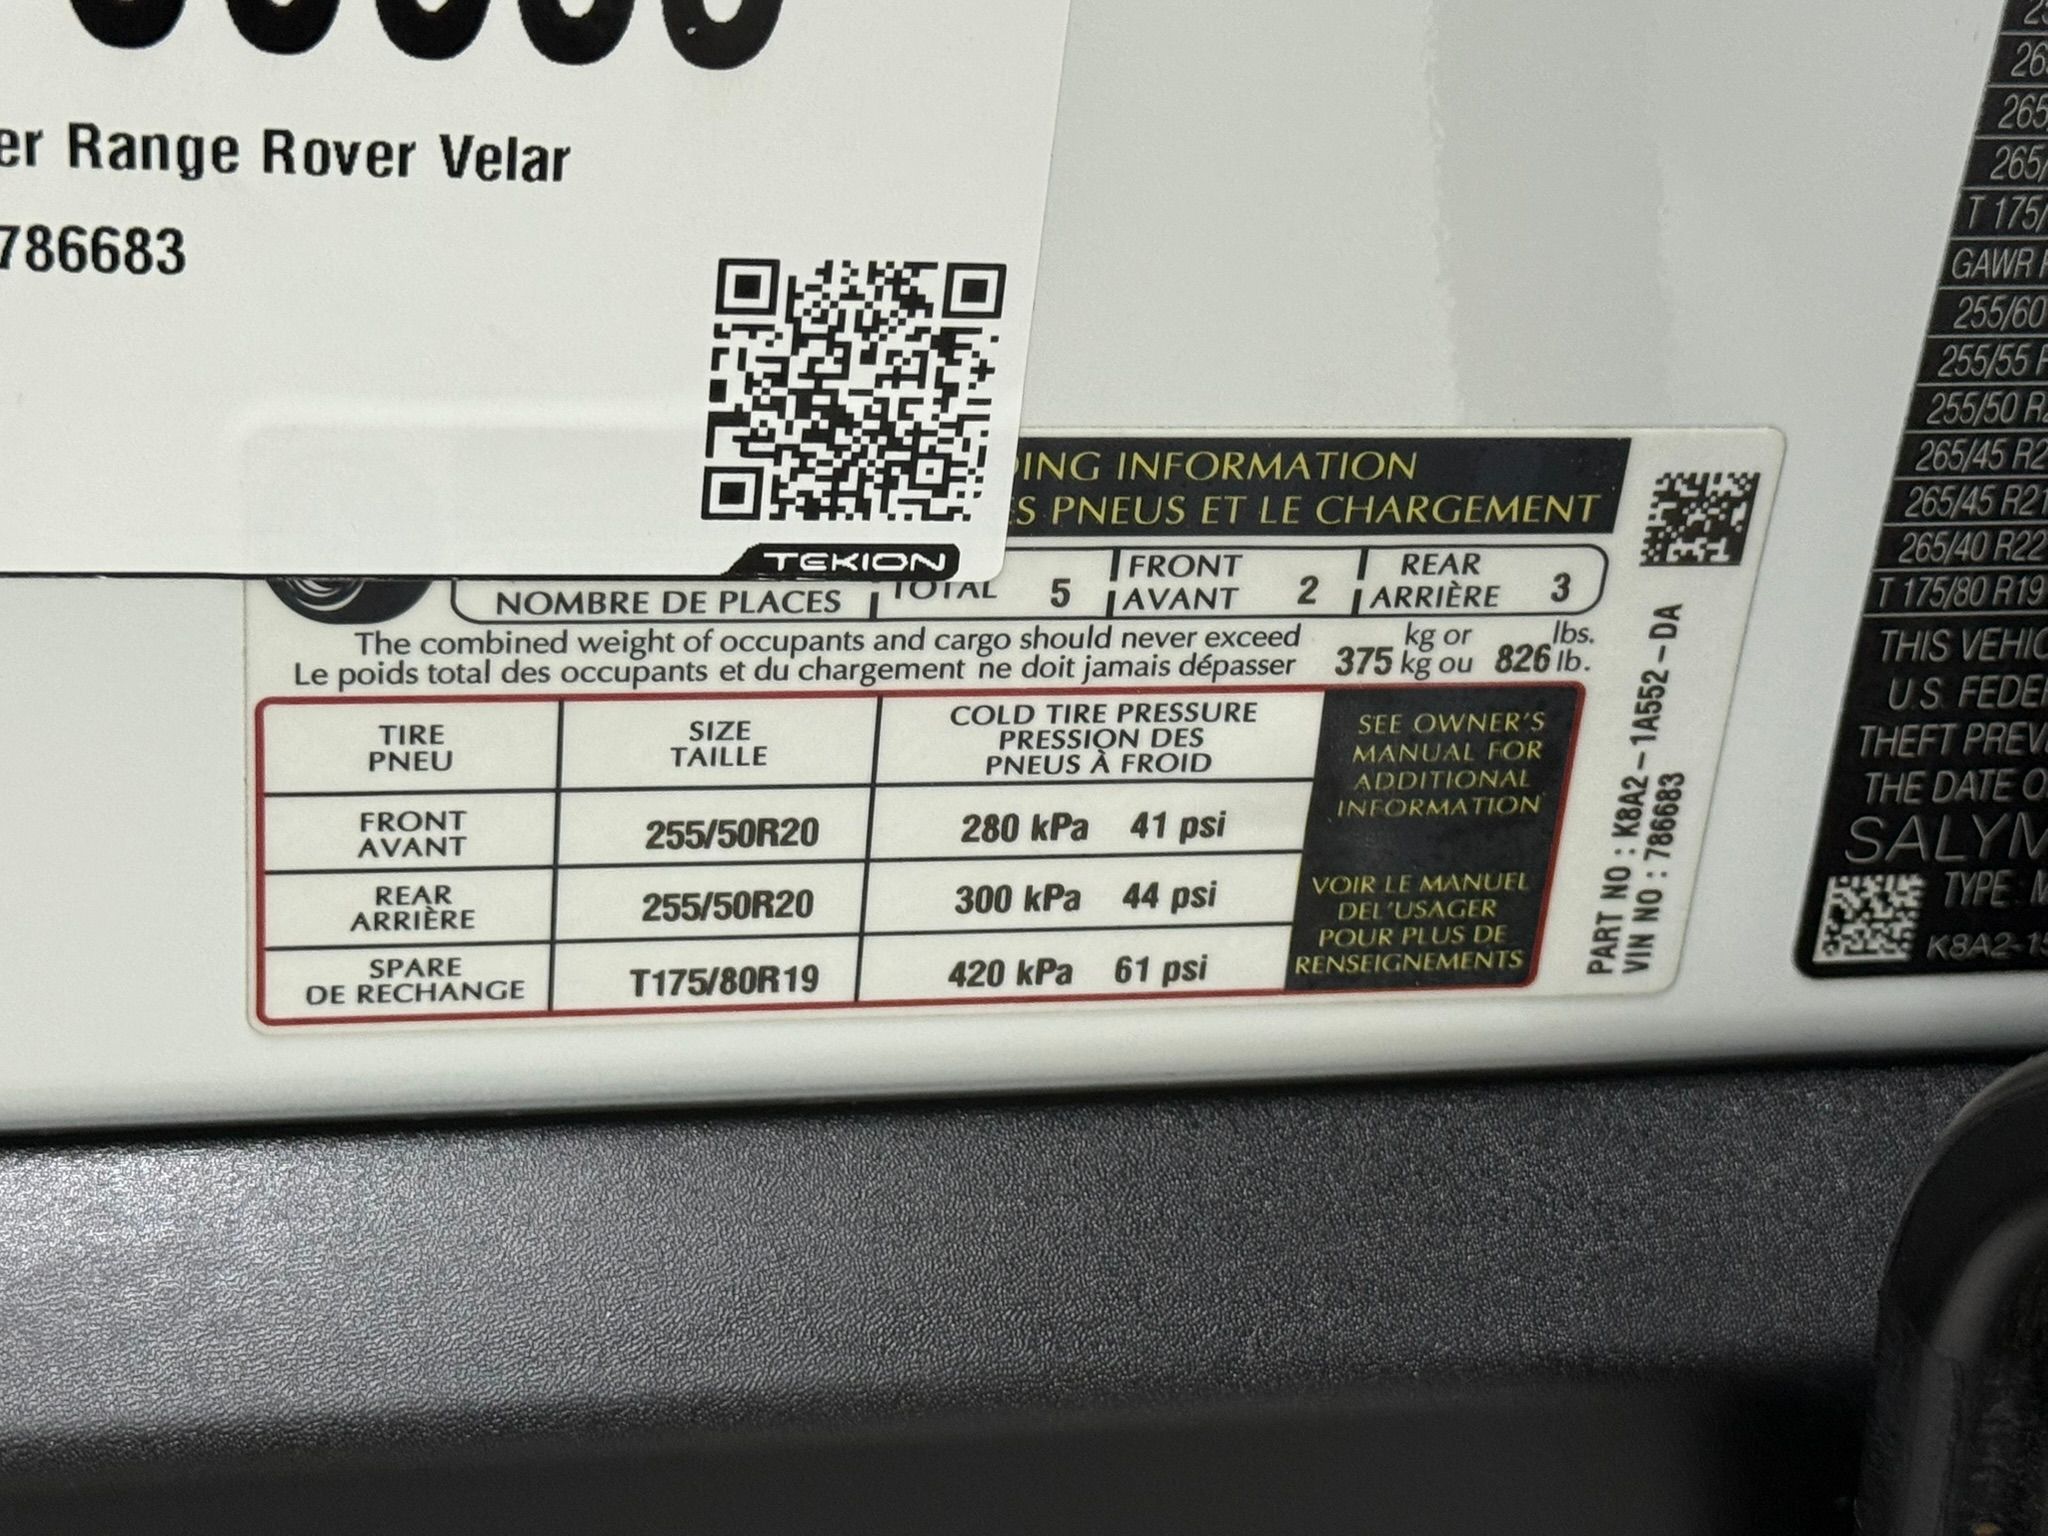 er Range Rover Velar
786683
TEKION
ING INFORMATION
S PNEUS ET LE CHARGEMENT
NOMBRE DE PLACES TOTAL 5 FRONT AVANT 2 REAR ARRIÈRE 3
The combined weight of occupants and cargo should never exceed 375 kg or 826 lbs.
Le poids total des occupants et du chargement ne doit jamais dépasser kg ou lb.
TIRE
PNEU
SIZE
TAILLE
COLD TIRE PRESSURE
PRESSION DES
PNEUS À FROID
FRONT
AVANT
255/50R20
280 kPa 41 psi
REAR
ARRIÈRE
255/50R20
300 kPa 44 psi
SPARE
DE RECHANGE
T175/80R19
420 kPa 61 psi
SEE OWNER'S
MANUAL FOR
ADDITIONAL
INFORMATION
VOIR LE MANUEL
DEL'USAGER
POUR PLUS DE
RENSEIGNEMENTS
PART NO : K8A2-1A552-DA
VIN NO : 786683
265
265/
T 175/
GAWR
255/60
255/55
255/50 R
265/45 R2
265/45 R21
265/40 R22
T 175/80 R19
THIS VEHIC
U.S. FEDE
THEFT PREV
THE DATE O
SALYM
TYPE : M
K8A2-15